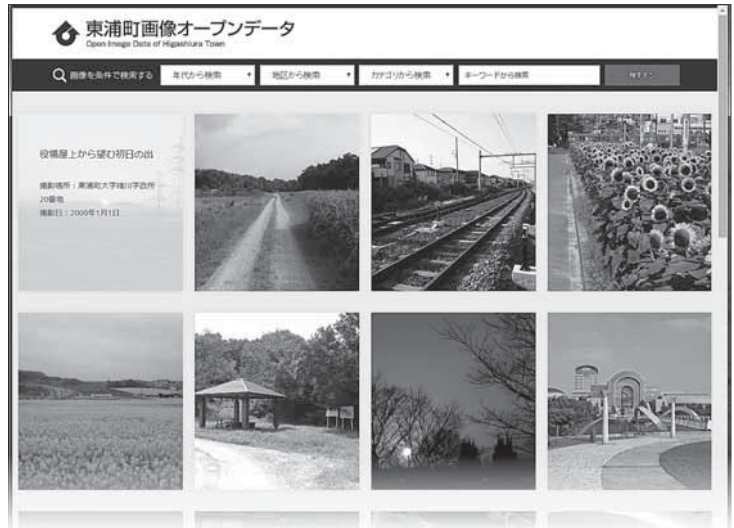 東浦町画像オープンデータ
Open Image Data of Higashiura Town
画像を条件で検索する
年代から検索
地区から検索
カテゴリから検索
キーワードから検索
役場屋上から望む初日の出
撮影場所：東浦町大字緒川字政所
20番地
撮影日：2009年1月1日